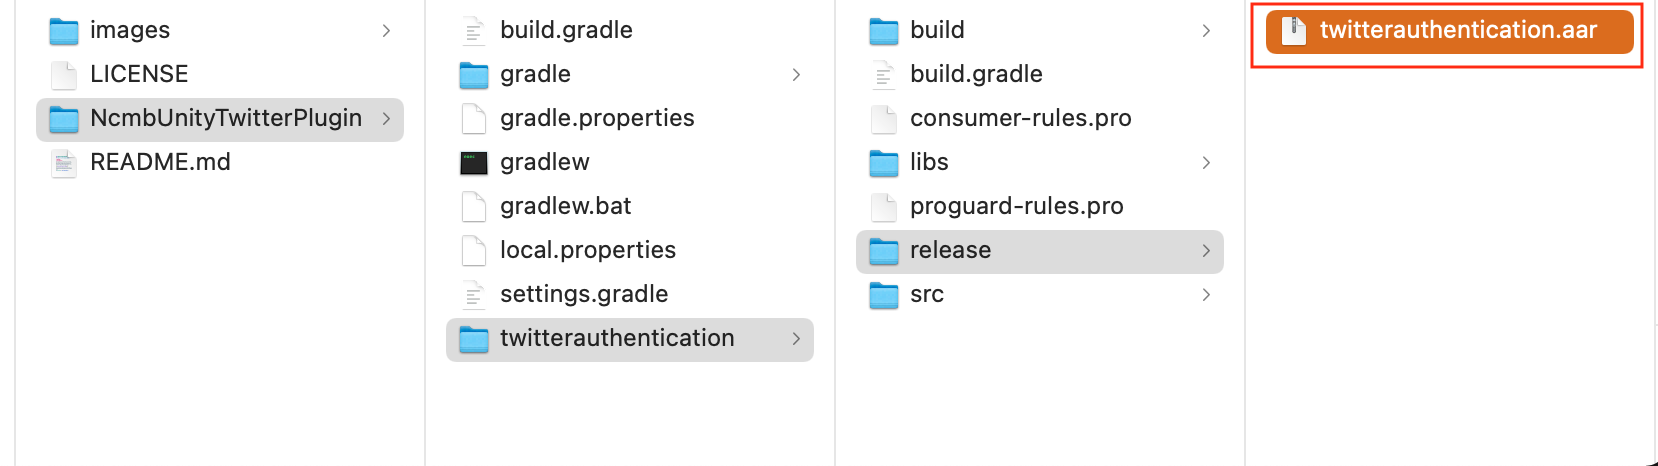 images
LICENSE
NcmbUnityTwitterPlugin
README.md
build.gradle
gradle
gradle.properties
gradlew
gradlew.bat
local.properties
settings.gradle
twitterauthentication
build
build.gradle
consumer-rules.pro
libs
proguard-rules.pro
release
src
twitterauthentication.aar